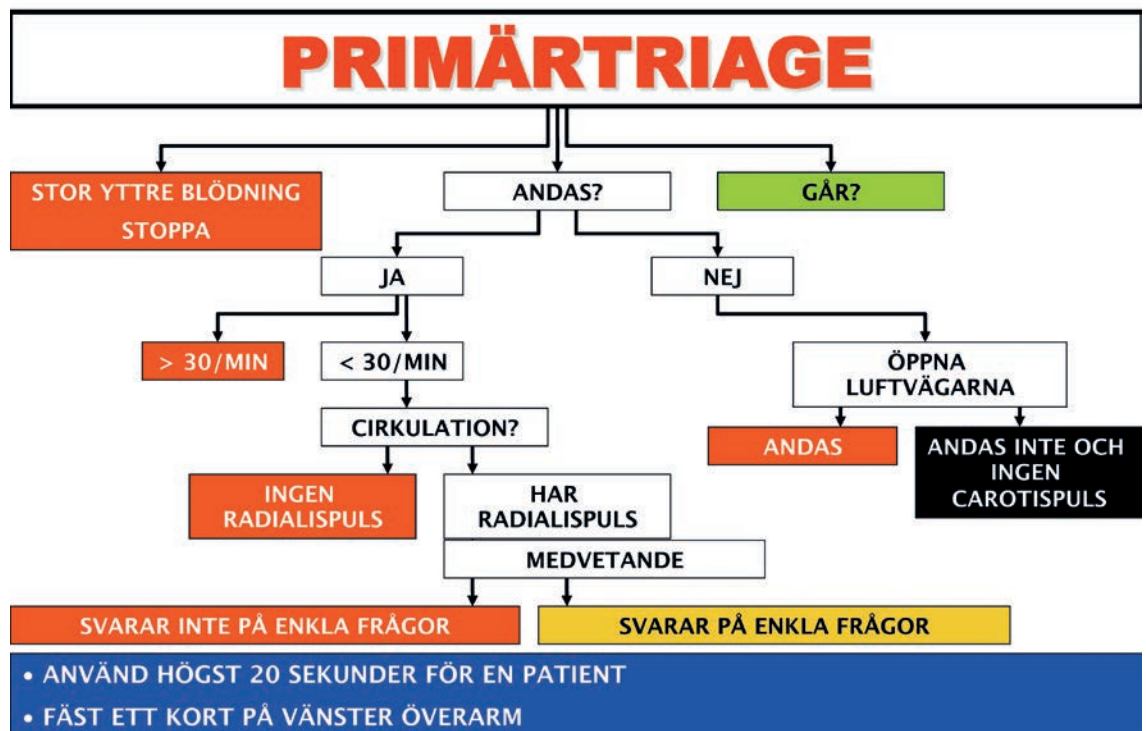 PRIMÄRTRIAGE
STOR YTTRE BLÖDNING
STOPPA
ANDAS?
GÅR?
JA
NEJ
> 30/MIN
< 30/MIN
ÖPPNA
LUFTVÄGARNA
CIRKULATION?
ANDAS
ANDAS INTE OCH
INGEN
CAROTISPULS
INGEN
RADIALISPULS
HAR
RADIALISPULS
MEDVETANDE
SVARAR INTE PÅ ENKLA FRÅGOR
SVARAR PÅ ENKLA FRÅGOR
• ANVÄND HÖGST 20 SEKUNDER FÖR EN PATIENT
• FÄST ETT KORT PÅ VÄNSTER ÖVERARM